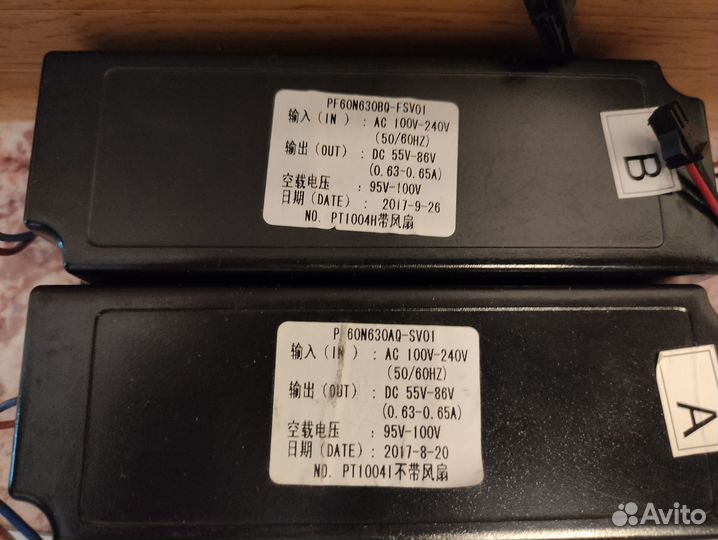 PF60N630BQ-FSV01
输入(IN) : AC 100V-240V
(50/60HZ)
输出(OUT) : DC 55V-86V
(0.63-0.65A)
空载电压 : 95V-100V
日期(DATE) : 2017-9-26
NO. PT1004H带风扇
B
P 60N630AQ-SV01
输入(IN) : AC 100V-240V
(50/60HZ)
输出(OUT) : DC 55V-86V
(0.63-0.65A)
空载电压 : 95V-100V
日期(DATE) : 2017-8-20
NO. PT1004I不带风扇
A
Avito